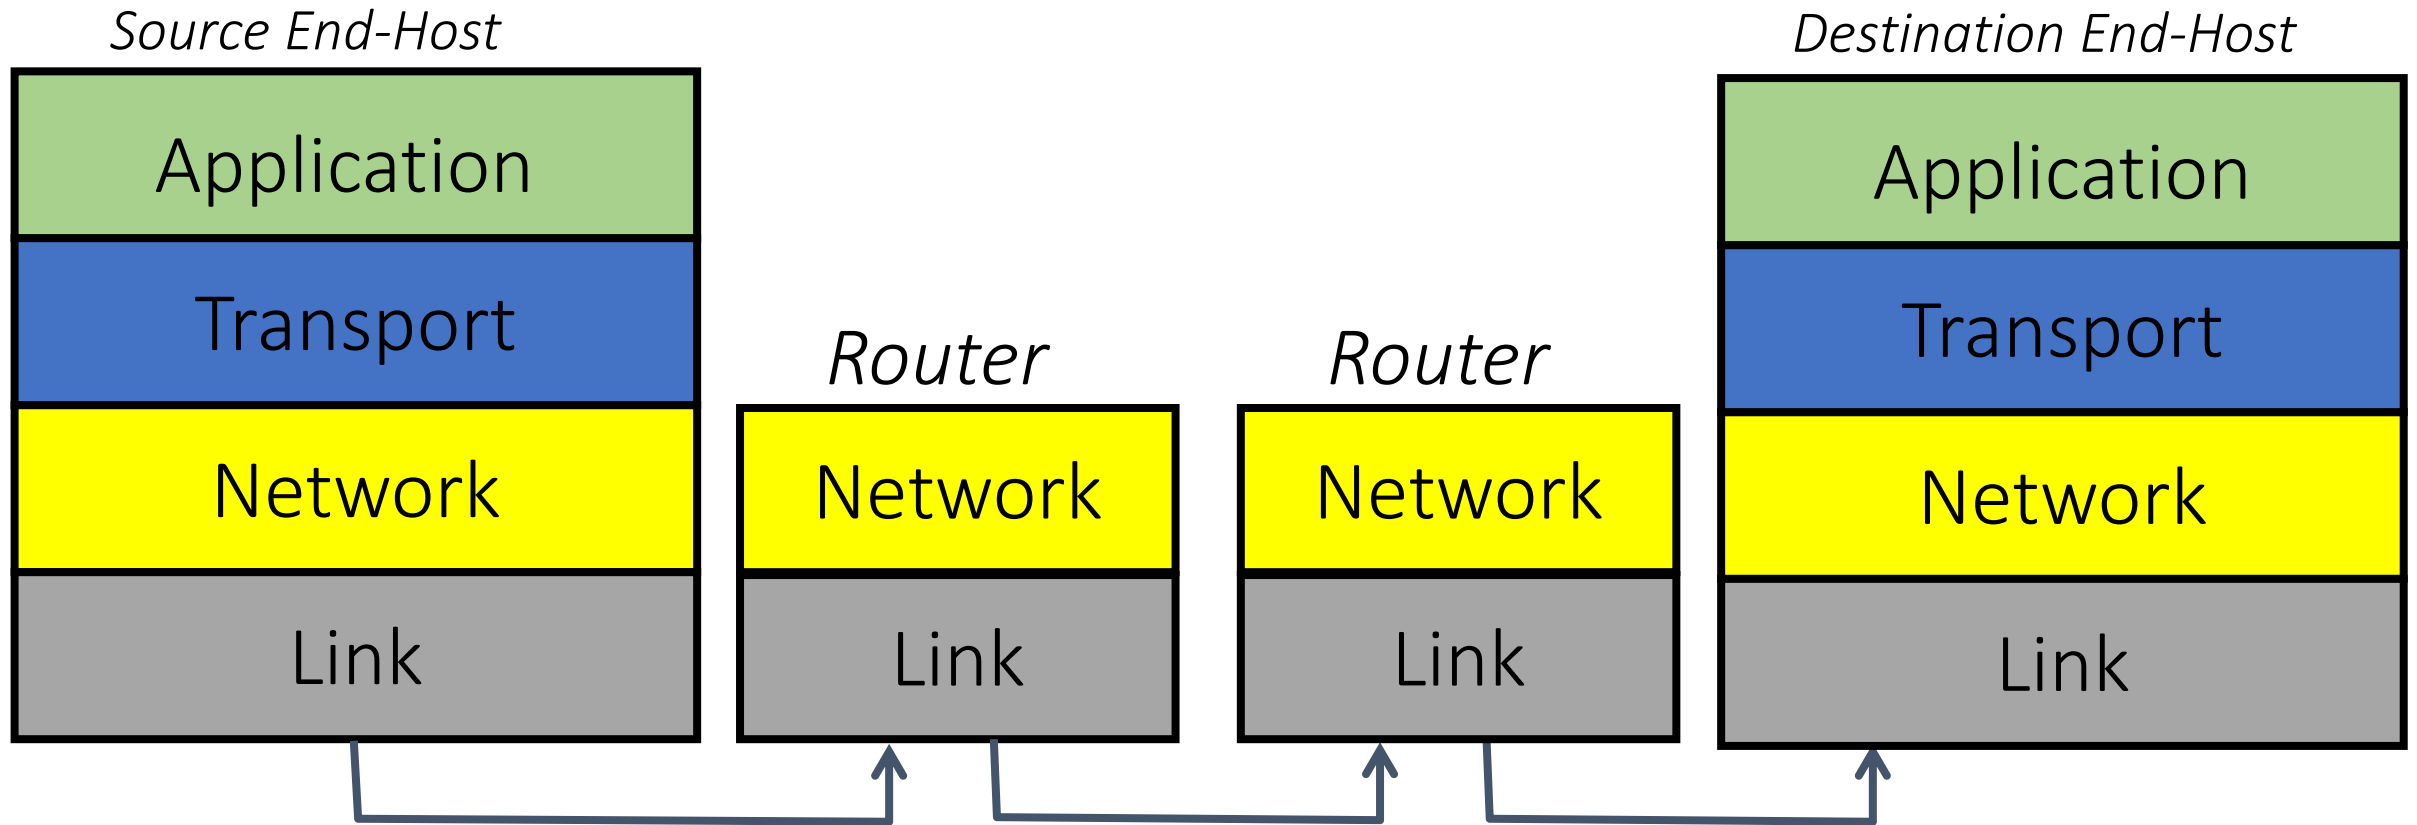 Source End-Host
Application
Transport
Network
Link
Router
Network
Link
Router
Network
Link
Destination End-Host
Application
Transport
Network
Link